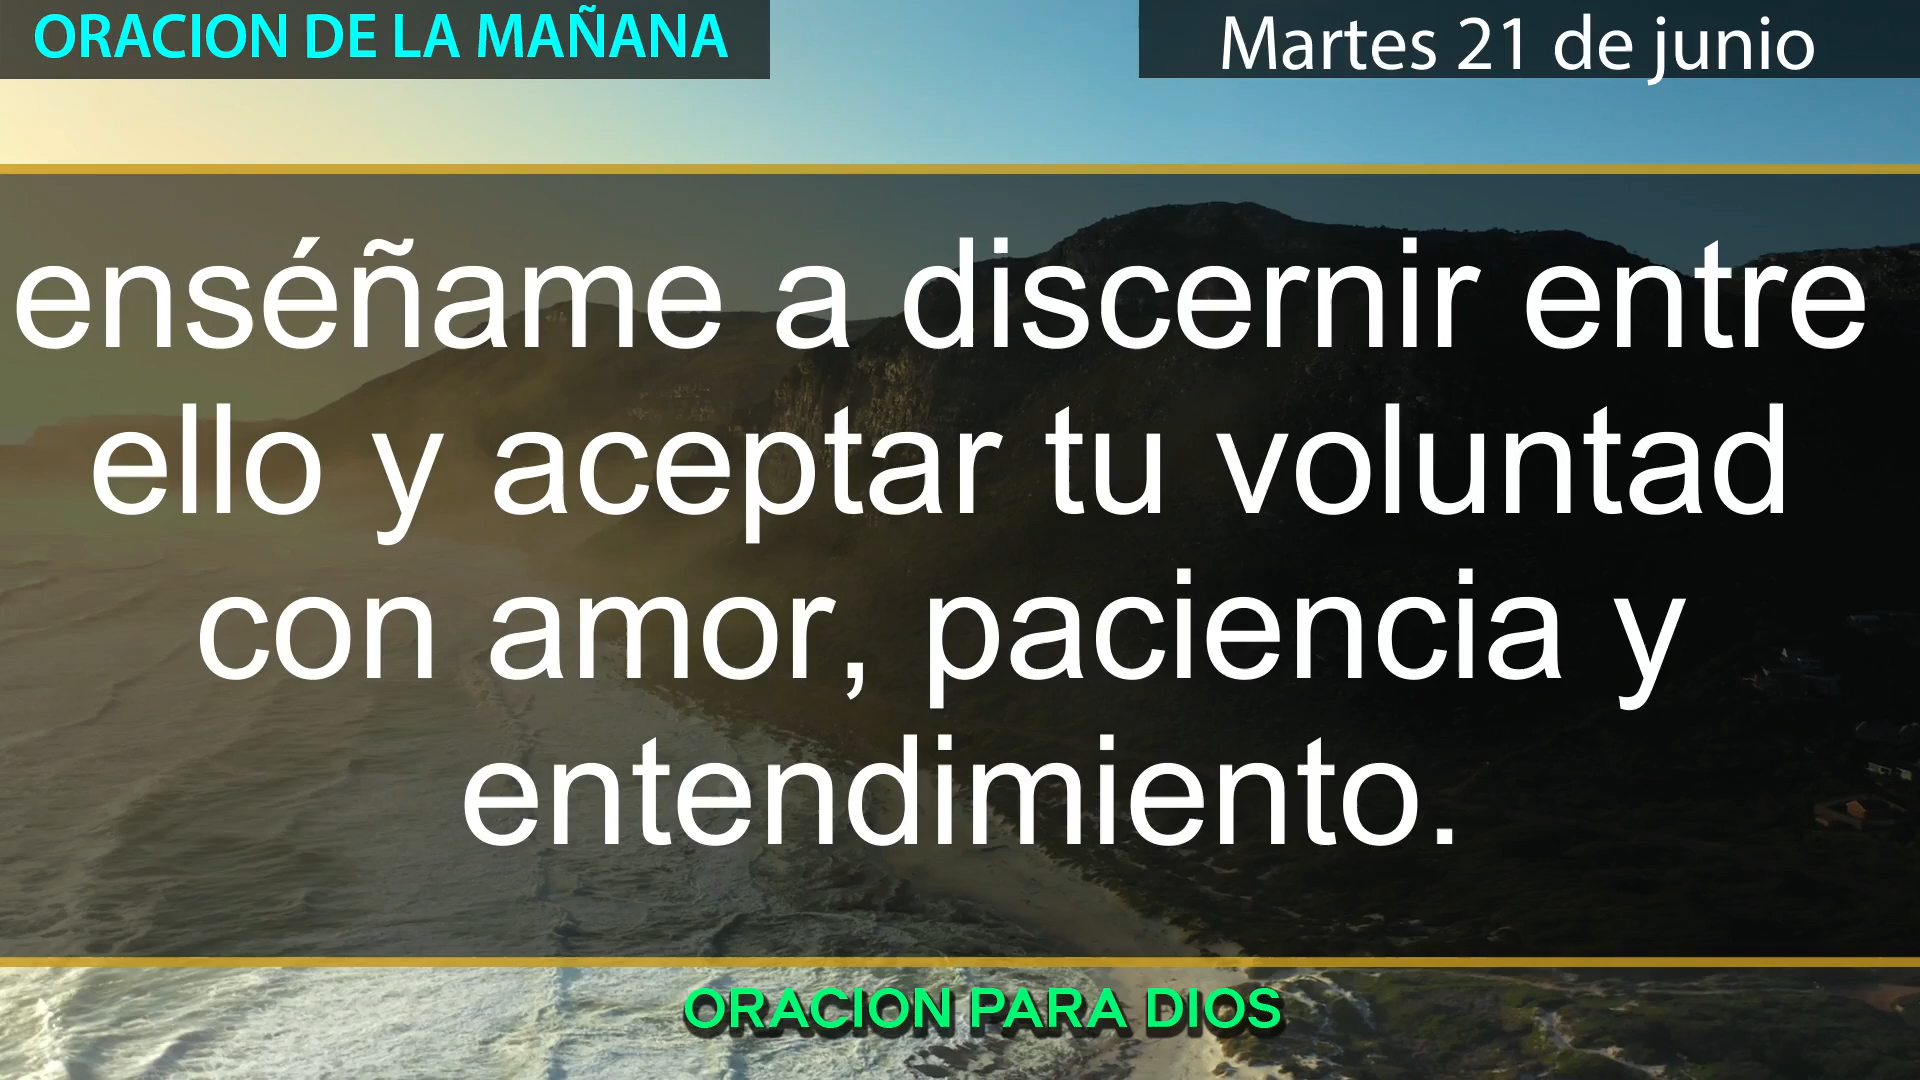 ORACION DE LA MAÑANA
Martes 21 de junio
enséñame a discernir entre
ello y aceptar tu voluntad
con amor, paciencia y
entendimiento.
ORACION PARA DIOS